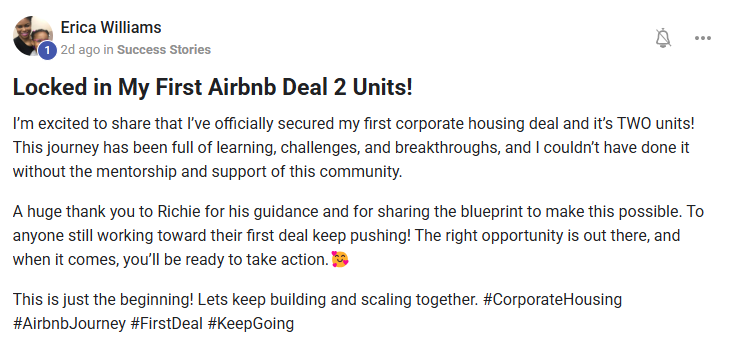 Erica Williams
1
2d ago in Success Stories
Locked in My First Airbnb Deal 2 Units!
I’m excited to share that I’ve officially secured my first corporate housing deal and it’s TWO units!
This journey has been full of learning, challenges, and breakthroughs, and I couldn’t have done it
without the mentorship and support of this community.
A huge thank you to Richie for his guidance and for sharing the blueprint to make this possible. To
anyone still working toward their first deal keep pushing! The right opportunity is out there, and
when it comes, you’ll be ready to take action.🥰
This is just the beginning! Lets keep building and scaling together. #CorporateHousing
#AirbnbJourney #FirstDeal #KeepGoing